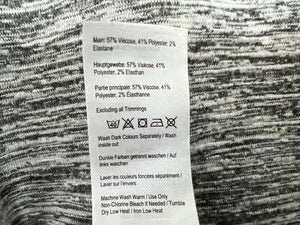 Main: 57% Viscose, 41% Polyester, 2%
Elastane
Hauptgewebe: 57% Viskose, 41%
Polyester, 2% Elasthan
Partie principale: 57% Viscose, 41%
Polyester, 2% Élasthanne
Excluding all Trimmings
Wash Dark Colours Separately / Wash
inside out
Dunkle Farben getrennt waschen / Auf
links waschen
Laver les couleurs foncées séparément /
Laver sur l'envers
Machine Wash Warm / Use Only
Non-Chlorine Bleach if Needed / Tumble
Dry Low Heat / Iron Low Heat